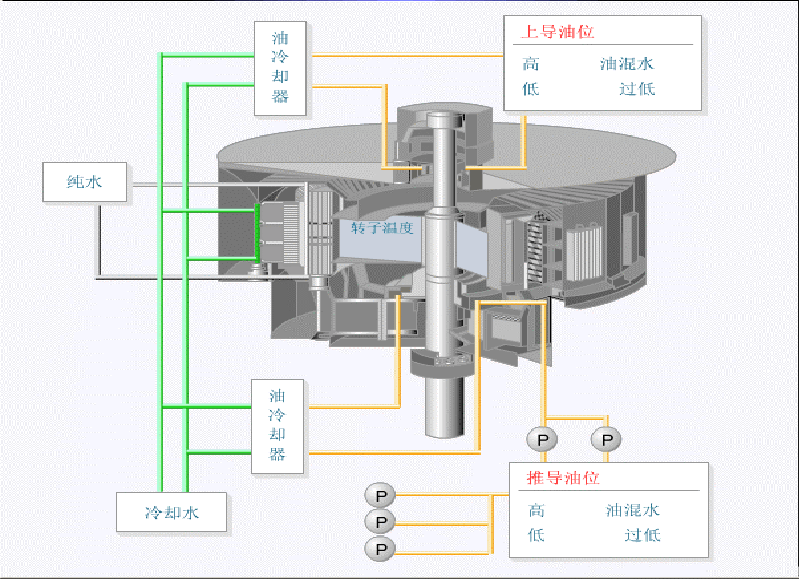 上导油位
高 油混水
低 过低
油冷却器
纯水
转子温度
油冷却器
P P
推导油位
高 油混水
低 过低
P
P
P
冷却水